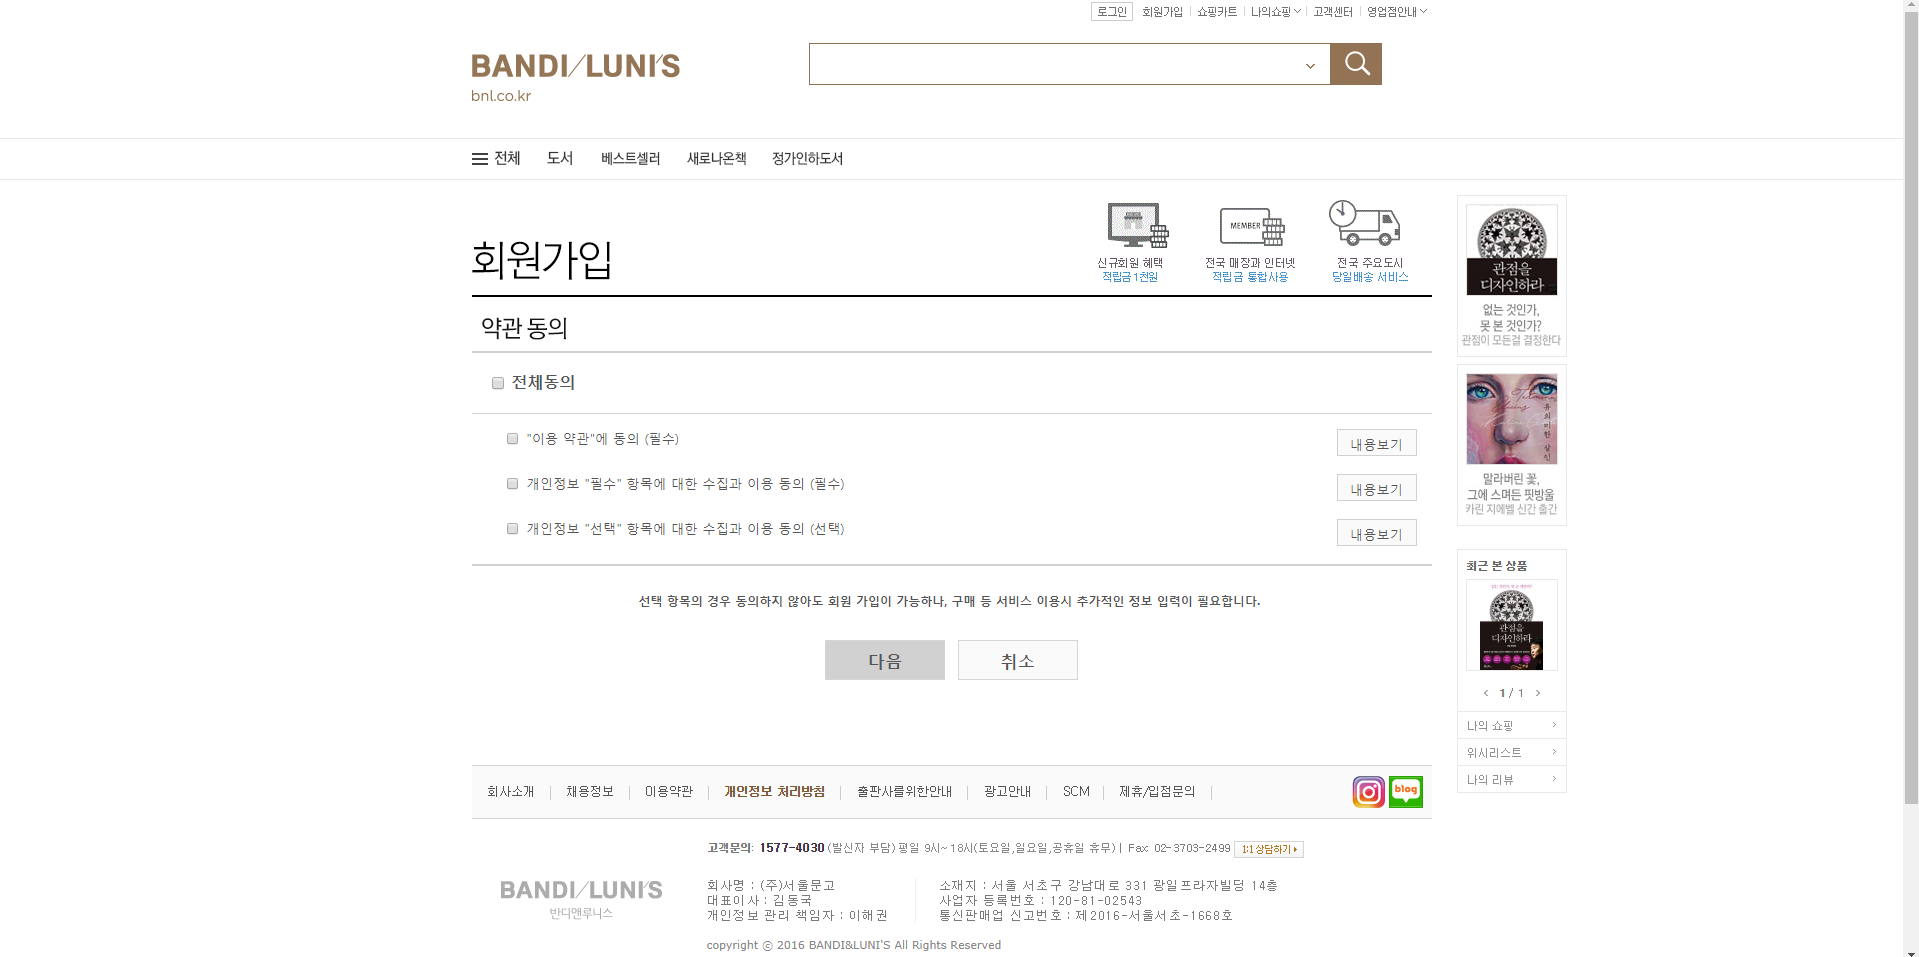 로그인 회원가입 쇼핑카트 나의쇼핑 고객센터 영업점안내
BANDI/LUNI'S
bnl.co.kr
전체 도서 베스트셀러 새로나온책 정가인하도서
회원가입
신규회원 혜택
적립금 1천원
MEMBER
전국 매장과 인터넷
적립금 통합사용
전국 주요도시
당일배송 서비스
약관 동의
전체동의
"이용 약관"에 동의 (필수) 내용보기
개인정보 "필수" 항목에 대한 수집과 이용 동의 (필수) 내용보기
개인정보 "선택" 항목에 대한 수집과 이용 동의 (선택) 내용보기
선택 항목의 경우 동의하지 않아도 회원 가입이 가능하나, 구매 등 서비스 이용시 추가적인 정보 입력이 필요합니다.
다음 취소
관점을
디자인하라
없는 것인가,
못 본 것인가?
관점이 모든걸 결정한다
유의미한 살인
말라버린 꽃,
그에 스며든 핏방울
카린 지에벨 신간 출간
최근 본 상품
관점을
디자인하라
1 / 1
나의 쇼핑
위시리스트
나의 리뷰
회사소개 채용정보 이용약관 개인정보 처리방침 출판사를위한안내 광고안내 SCM 제휴/입점문의
blog
고객문의: 1577-4030 (발신자 부담) 평일 9시~18시(토요일,일요일,공휴일 휴무) | Fax: 02-3703-2499 1:1 상담하기
BANDI/LUNI'S
반디앤루니스
회사명 : (주)서울문고
대표이사 : 김동국
개인정보 관리 책임자 : 이해권
소재지 : 서울 서초구 강남대로 331 광일프라자빌딩 14층
사업자 등록번호 : 120-81-02543
통신판매업 신고번호 : 제2016-서울서초-1668호
copyright ⓒ 2016 BANDI&LUNI'S All Rights Reserved